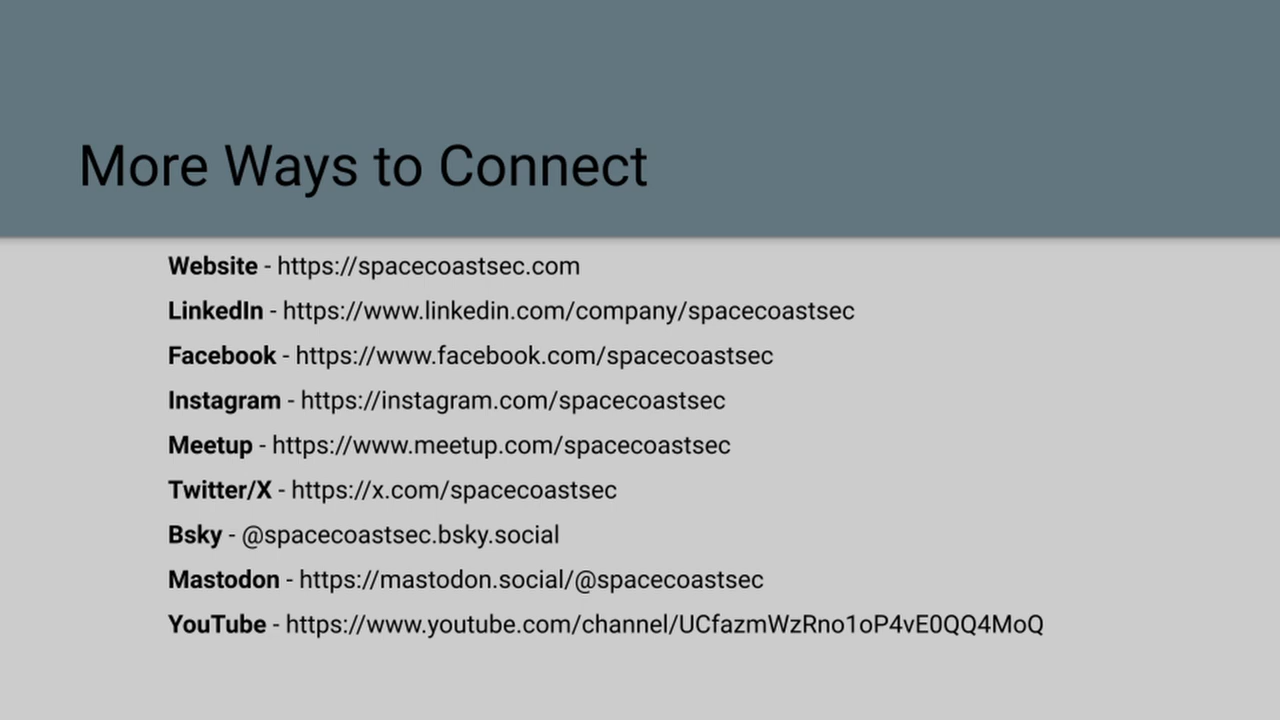 More Ways to Connect
Website - https://spacecoastsec.com
LinkedIn - https://www.linkedin.com/company/spacecoastsec
Facebook - https://www.facebook.com/spacecoastsec
Instagram - https://instagram.com/spacecoastsec
Meetup - https://www.meetup.com/spacecoastsec
Twitter/X - https://x.com/spacecoastsec
Bsky - @spacecoastsec.bsky.social
Mastodon - https://mastodon.social/@spacecoastsec
YouTube - https://www.youtube.com/channel/UCfazmWzRno1oP4vE0QQ4MoQ